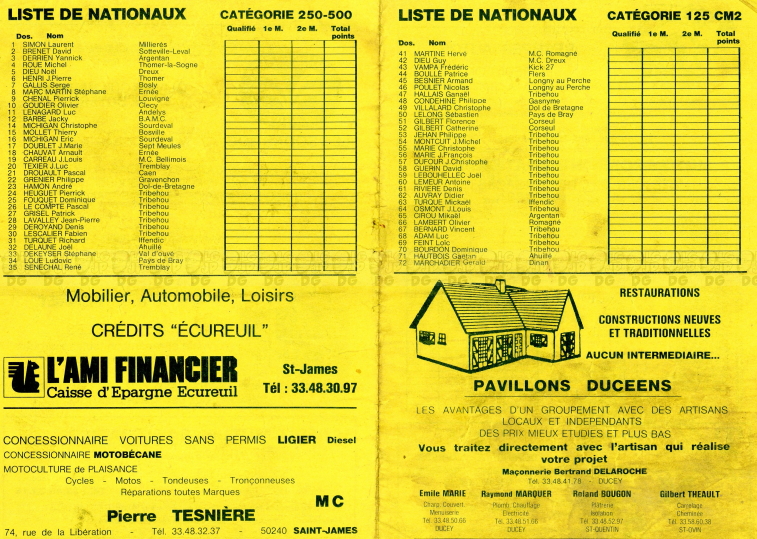 LISTE DE NATIONAUX CATÉGORIE 250-500
Dos. Nom Qualifié 1e M. 2e M. Total points
1 SIMON Laurent Millierès
2 BRENET David Sotteville-Leval
3 DERRIEN Yannick Argentan
4 ROUE Michel Thomer-la-Sogne
5 DIEU Noël Dreux
6 HENRI J.Pierre Thomer
7 GALLIS Serge Bosly
8 MARC MARTIN Stéphane Ernée
9 CHENAL Pierrick Louvigné
10 GOUDIER Olivier Clecy
11 LENAGARD Luc Andelys
12 BARBE Jacky B.A.M.C.
14 MICHIGAN Christophe Sourdeval
15 MOLLET Thierry Bosville
16 MICHIGAN Eric Sourdeval
17 DOUBLET J.Marie Sept Meules
18 CHAUVAT Arnault Ernée
19 CARREAU J.Louis M.C. Bellimois
20 TEXIER J.Luc Tremblay
21 DROUAULT Pascal Caen
22 GRENIER Philippe Gravenchon
23 HAMON André Dol-de-Bretagne
24 HEUGUET Pierrick Tribehou
25 FOUQUET Dominique Tribehou
26 LE COMPTE Pascal Tribehou
27 GRISEL Patrick Tribehou
28 LAVALLEY Jean-Pierre Tribehou
29 DEROYAND Denis Tribehou
30 LESCALIER Fabien Tribehou
31 TURQUET Richard Iffendic
32 DELAUNE Joël Ahuillé
33 DEKEYSER Stéphane Val d'ouvé
34 LOUE Ludovic Pays de Bray
35 SENECHAL René Tremblay
Mobilier, Automobile, Loisirs
CRÉDITS "ÉCUREUIL"
L'AMI FINANCIER
Caisse d'Epargne Ecureuil
St-James
Tél : 33.48.30.97
CONCESSIONNAIRE VOITURES SANS PERMIS LIGIER Diesel
CONCESSIONNAIRE MOTOBÉCANE
MOTOCULTURE de PLAISANCE
Cycles - Motos - Tondeuses - Tronçonneuses
Réparations toutes Marques
MC
Pierre TESNIÈRE
74, rue de la Libération - Tél. 33.48.32.37 - 50240 SAINT-JAMES
LISTE DE NATIONAUX CATÉGORIE 125 CM2
Dos. Nom Qualifié 1e M. 2e M. Total points
41 MARTINE Hervé M.C. Romagné
42 DIEU Guy M.C. Dreux
43 VAMPA Frédéric Kick 27
44 BOULLE Patrice Flers
45 BESNIER Armand Longny au Perche
46 POULET Nicolas Longny au Perche
47 HALLAIS Ganaël Tribehou
48 CONDEHINE Philippe Gasnyme
49 VILLALARD Christophe Dol de Bretagne
50 LELONG Sébastien Pays de Bray
51 GILBERT Florence Corseul
52 GILBERT Catherine Corseul
53 JEHAN Philippe Tribehou
54 MONTCUIT J.Michel Tribehou
55 MARIE Christophe Tribehou
56 MARIE J.François Tribehou
57 DUFOUR J.Christophe Tribehou
58 GUERIN David Tribehou
59 LEBOUHELLEC Joël Tribehou
60 LEMEUR Antoine Tribehou
61 RIVIERE Denis Tribehou
62 AUVRAY Didier Tribehou
63 TURQUE Mickaël Iffendic
64 OSMONT J.Louis Tribehou
65 CIROU Mikaël Argentan
66 LAMBERT Olivier Romagné
67 BERNARD Vincent Tribehou
68 ADAM Luc Tribehou
69 FEINT Loïc Tribehou
70 BOURDON Dominique Tribehou
71 HAUTBOIS Gaëtan Ahuillé
72 MARCHADIER Gerald Dinan
RESTAURATIONS
CONSTRUCTIONS NEUVES
ET TRADITIONNELLES
AUCUN INTERMEDIAIRE...
PAVILLONS DUCEENS
LES AVANTAGES D'UN GROUPEMENT AVEC DES ARTISANS
LOCAUX ET INDEPENDANTS
DES PRIX MIEUX ETUDIES ET PLUS BAS
Vous traitez directement avec l'artisan qui réalise
votre projet
Maçonnerie Bertrand DELAROCHE
Tél. 33.48.41.78 - DUCEY
Emile MARIE Raymond MARQUER Roland BOUGON Gilbert THEAULT
Charp. Couvert. Plomb. Chauffage Plâtrerie Carrelage
Menuiserie Electricité Isolation Cheminée
Tél. 33.48.50.66 Tél. 33.48.51.66 Tél. 33.48.52.97 Tél. 33.58.60.38
DUCEY DUCEY ST-QUENTIN ST-OVIN